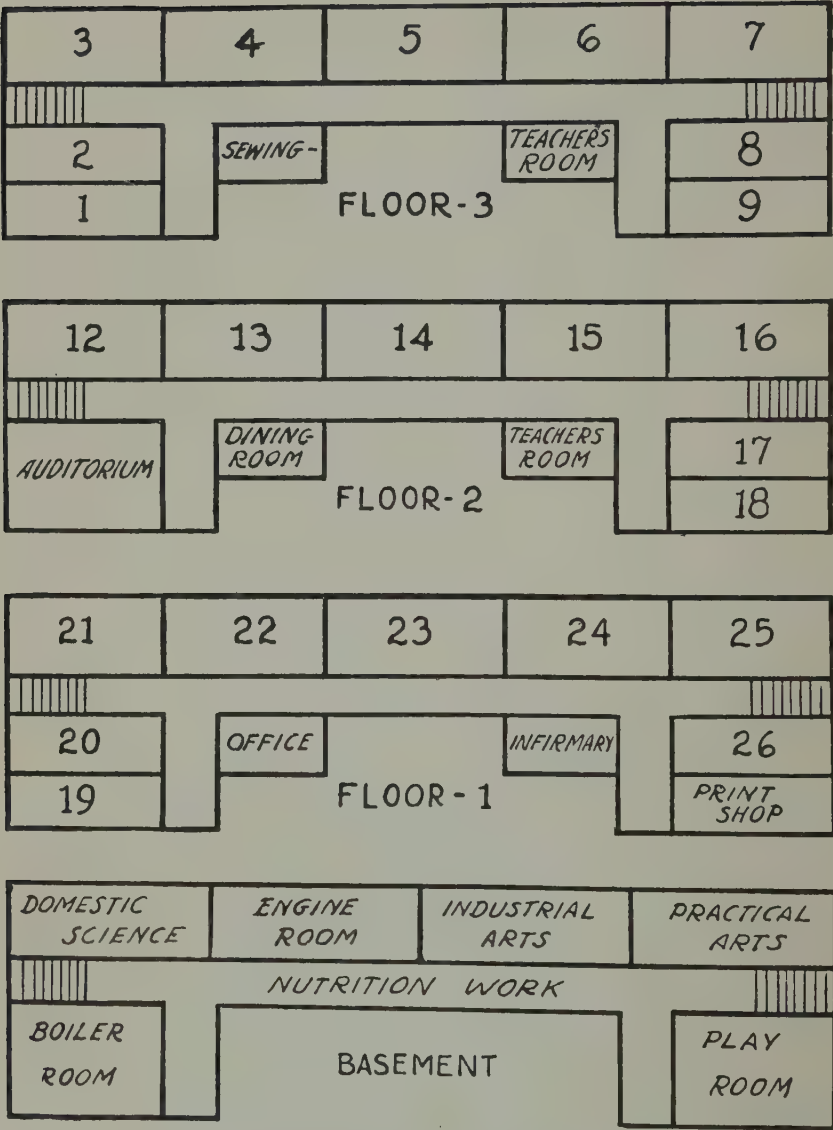 3 4 5 6 7
2 SEWING- TEACHERS ROOM 8
1 9
FLOOR-3
12 13 14 15 16
AUDITORIUM DINING ROOM TEACHERS ROOM 17
18
FLOOR-2
21 22 23 24 25
20 OFFICE INFIRMARY 26
19 PRINT SHOP
FLOOR-1
DOMESTIC SCIENCE ENGINE ROOM INDUSTRIAL ARTS PRACTICAL ARTS
NUTRITION WORK
BOILER ROOM PLAY ROOM
BASEMENT